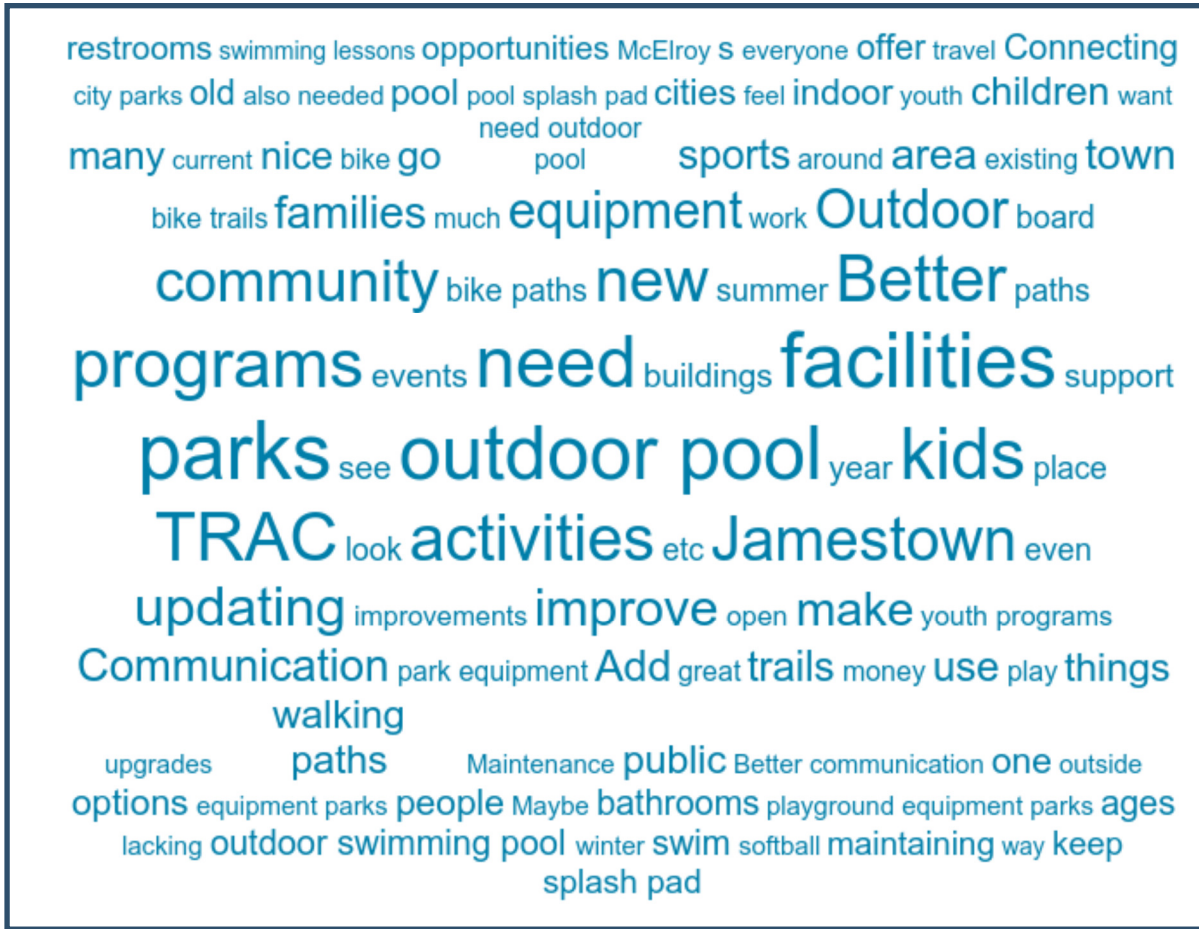 restrooms swimming lessons opportunities McElroy s everyone offer travel Connecting
city parks old also needed pool pool splash pad cities feel indoor youth children want
many current nice bike go need outdoor pool sports around area existing town
bike trails families much equipment work Outdoor board
community bike paths new summer Better paths
programs events need buildings facilities support
parks see outdoor pool year kids place
TRAC look activities etc Jamestown even
updating improvements improve open make youth programs
Communication park equipment Add great trails money use play things
upgrades walking paths Maintenance public Better communication one outside
options equipment parks people Maybe bathrooms playground equipment parks ages
lacking outdoor swimming pool winter swim softball maintaining way keep
splash pad